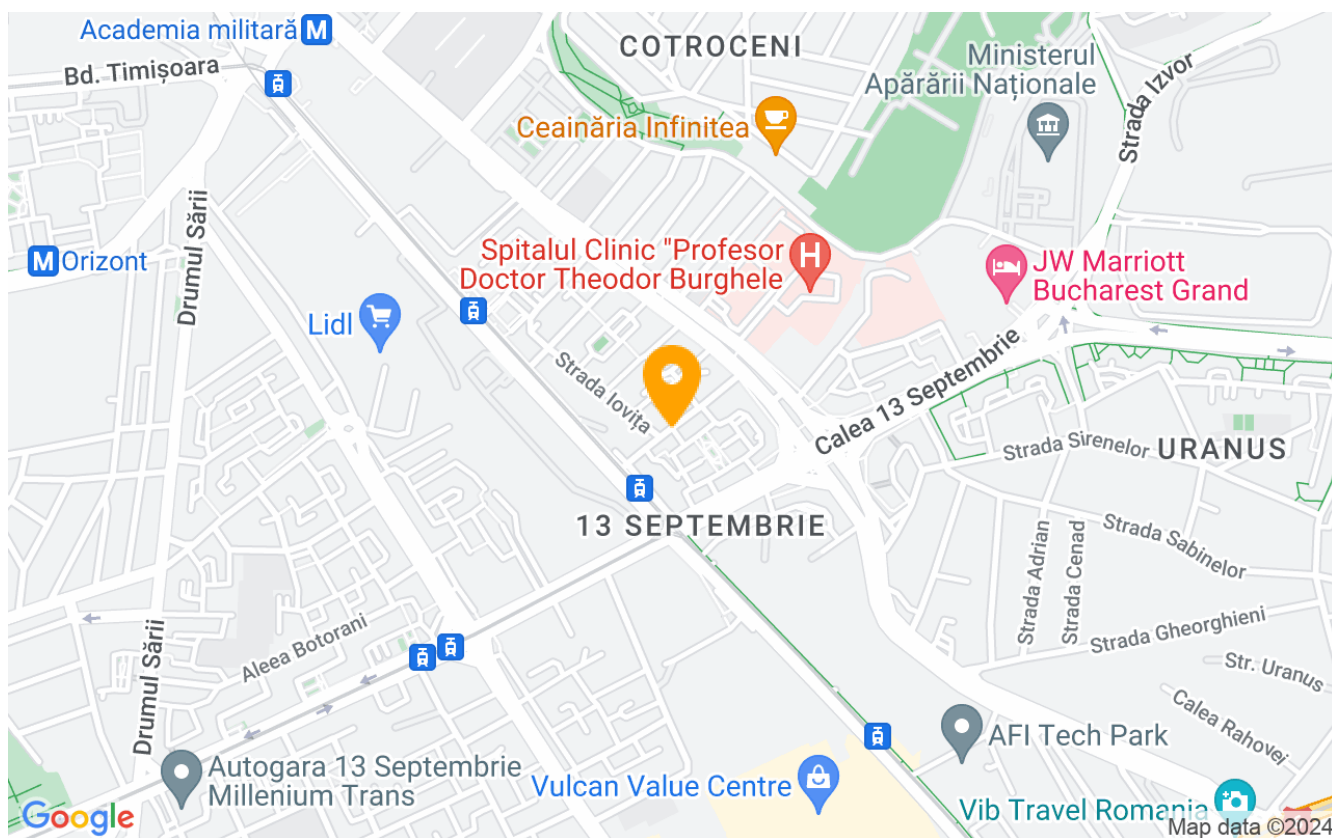 Academia militară M
COTROCENI
Bd. Timișoara
Ministerul
Apărării Naționale
Strada Izvor
Ceainăria Infinitea
Drumul Sării
Spitalul Clinic "Profesor
Doctor Theodor Burghele
H
M Orizont
JW Marriott
Bucharest Grand
Lidl
Strada Iovița
Calea 13 Septembrie
Strada Sirenelor
URANUS
13 SEPTEMBRIE
Strada Sabinelor
Strada Adrian
Strada Cenad
Strada Gheorghieni
Aleea Botorani
Drumul Sării
Str. Uranus
Calea Rahovei
AFI Tech Park
Autogara 13 Septembrie
Millenium Trans
Vulcan Value Centre
Vib Travel Romania
Google
Map data ©2024